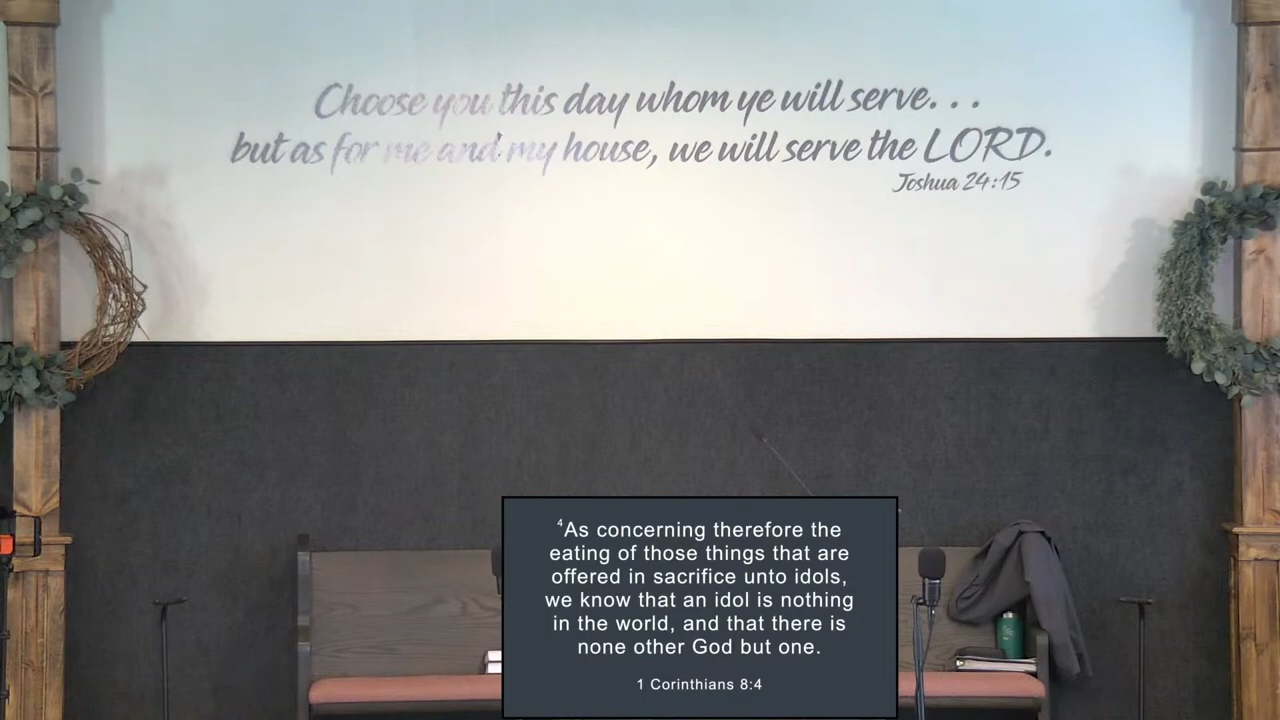 Choose you this day whom ye will serve. . .
but as for me and my house, we will serve the LORD.
Joshua 24:15
⁴As concerning therefore the
eating of those things that are
offered in sacrifice unto idols,
we know that an idol is nothing
in the world, and that there is
none other God but one.
1 Corinthians 8:4